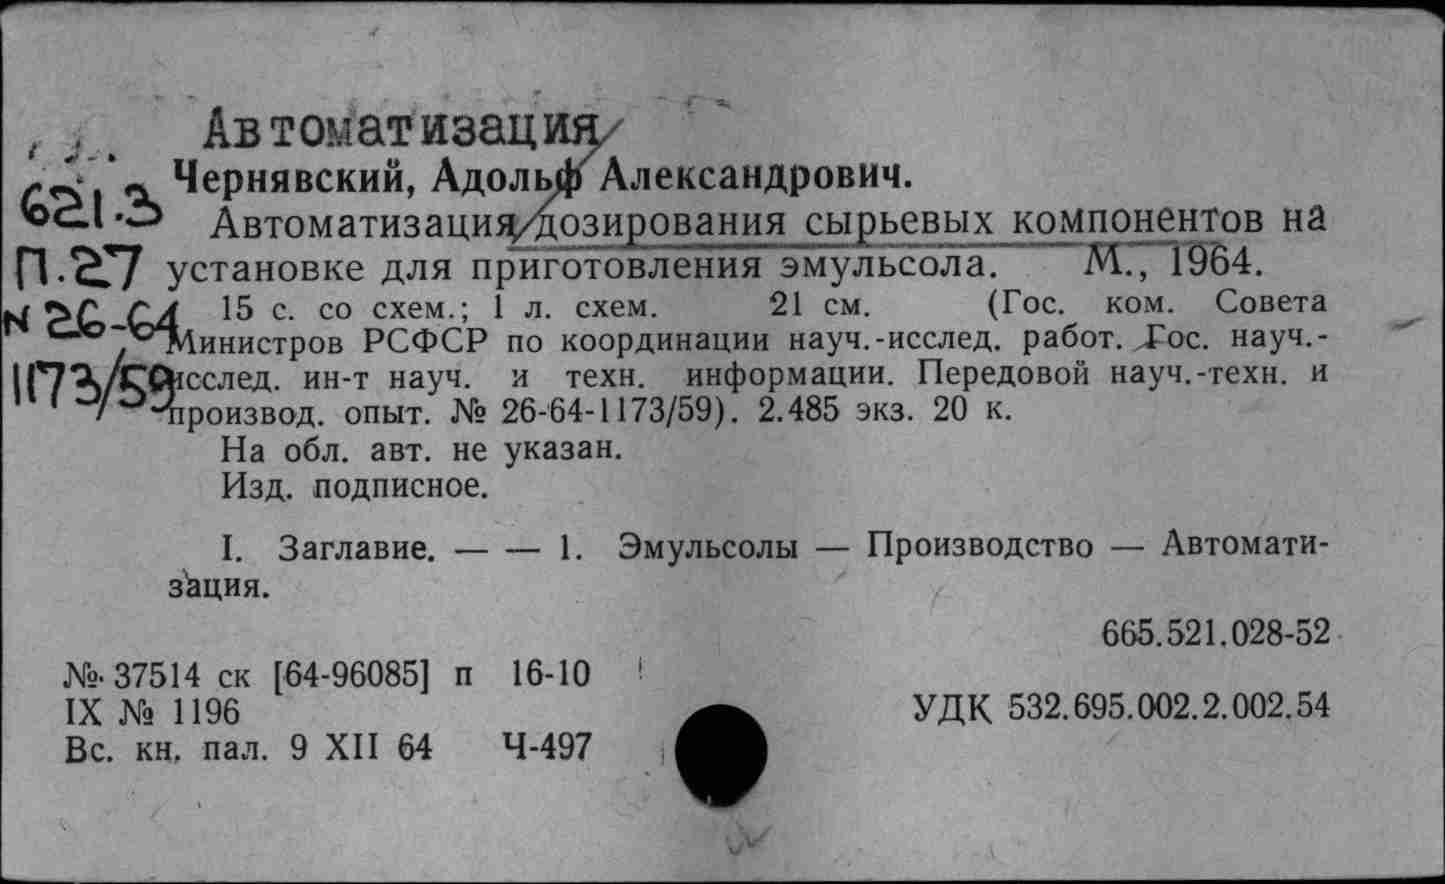 Автоматизация
621.3
Чернявский, Адольф Александрович.
Автоматизация дозирования сырьевых компонентов на
П.27
установке для приготовления эмульсола. М., 1964.
N 26-64
15 с. со схем.; 1 л. схем. 21 см. (Гос. ком. Совета
Министров РСФСР по координации науч.-исслед. работ. Гос. науч.-
1173/59
исслед. ин-т науч. и техн. информации. Передовой науч.-техн. и
производ. опыт. № 26-64-1173/59). 2.485 экз. 20 к.
На обл. авт. не указан.
Изд. подписное.
I. Заглавие. — — 1. Эмульсолы — Производство — Автомати-
зация.
665.521.028-52
№ 37514 ск [64-96085] п 16-10
IX № 1196
УДК 532.695.002.2.002.54
Вс. кн. пал. 9 XII 64 Ч-497